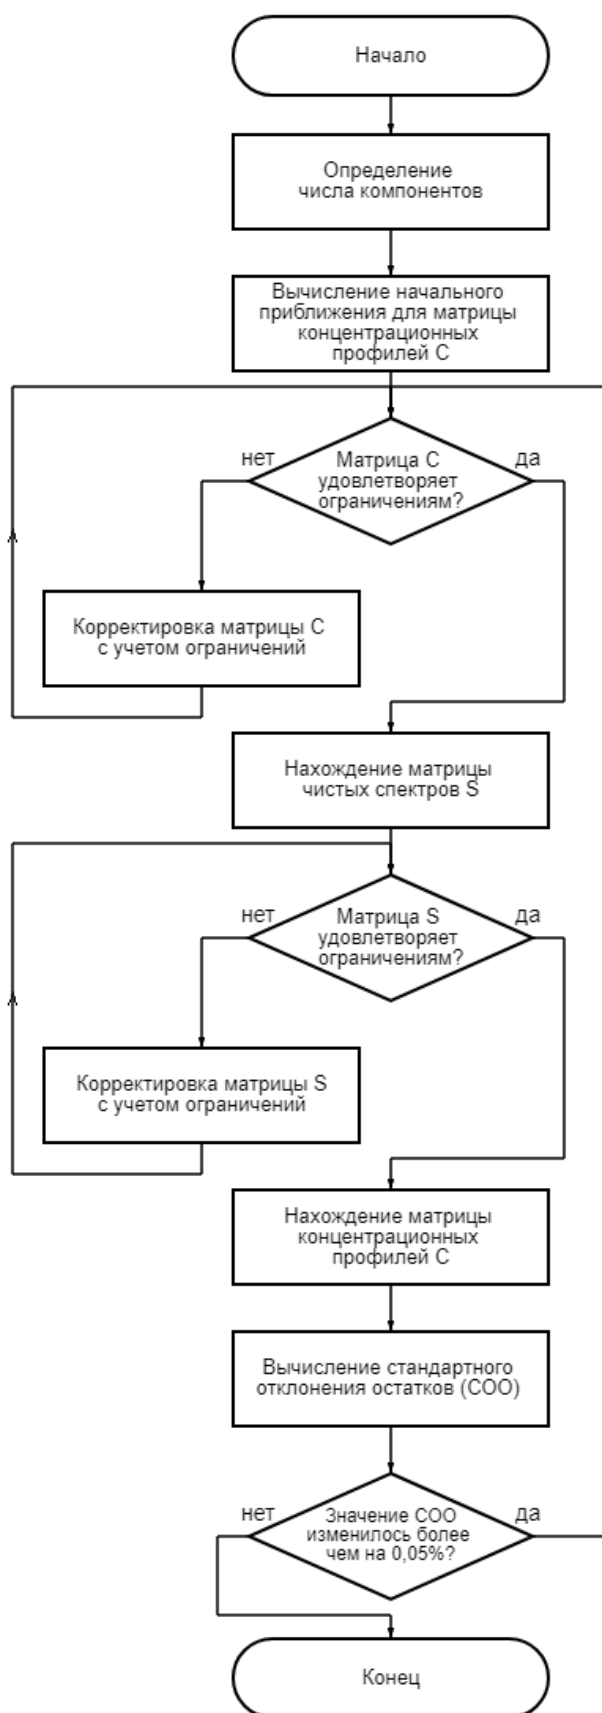 Начало
Определение
числа компонентов
Вычисление начального
приближения для матрицы
концентрационных
профилей С
нет
Матрица С
удовлетворяет
ограничениям?
да
Корректировка матрицы С
с учетом ограничений
Нахождение матрицы
чистых спектров S
нет
Матрица S
удовлетворяет
ограничениям?
да
Корректировка матрицы S
с учетом ограничений
Нахождение матрицы
концентрационных
профилей С
Вычисление стандартного
отклонения остатков (СОО)
нет
Значение СОО
изменилось более
чем на 0,05%?
да
Конец